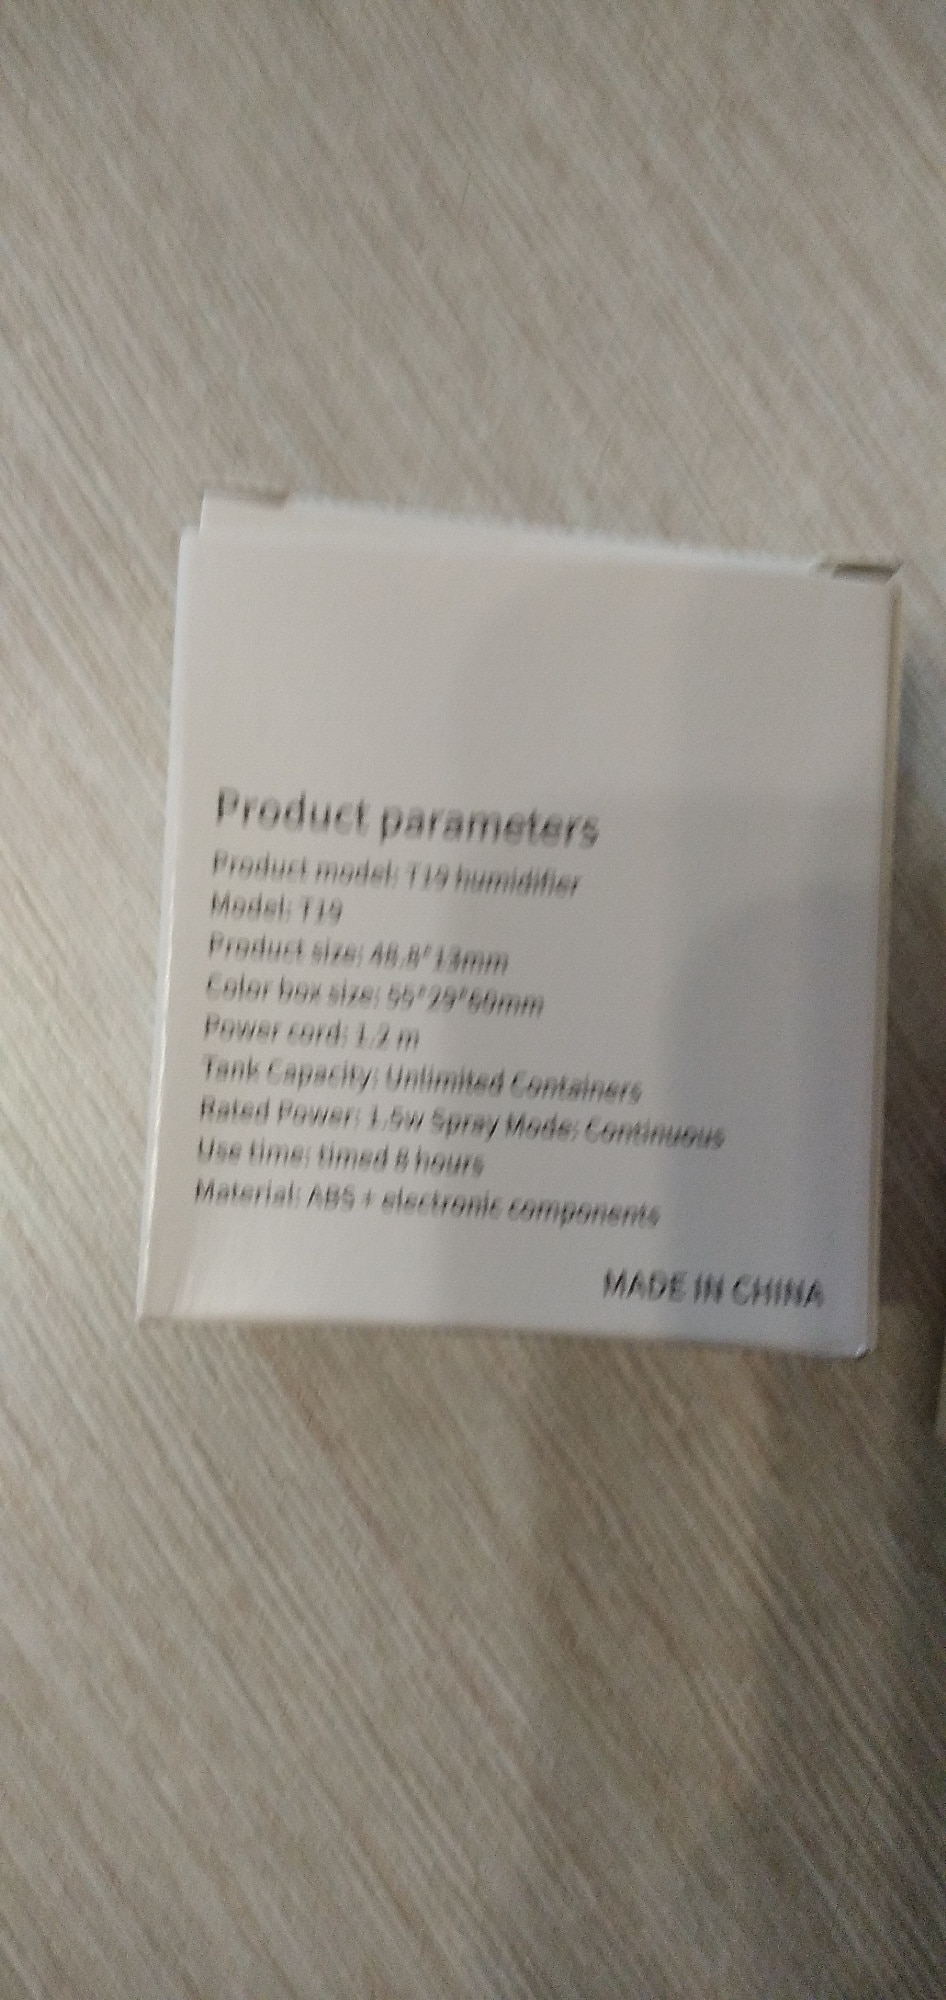 Product parameters
Product model: T19 humidifier
Model: T19
Product size: 48.8*13mm
Color box size: 55*29*60mm
Power cord: 1.2 m
Tank Capacity: Unlimited Containers
Rated Power: 1.5w Spray Mode: Continuous
Use time: timed 8 hours
Material: ABS + electronic components
MADE IN CHINA